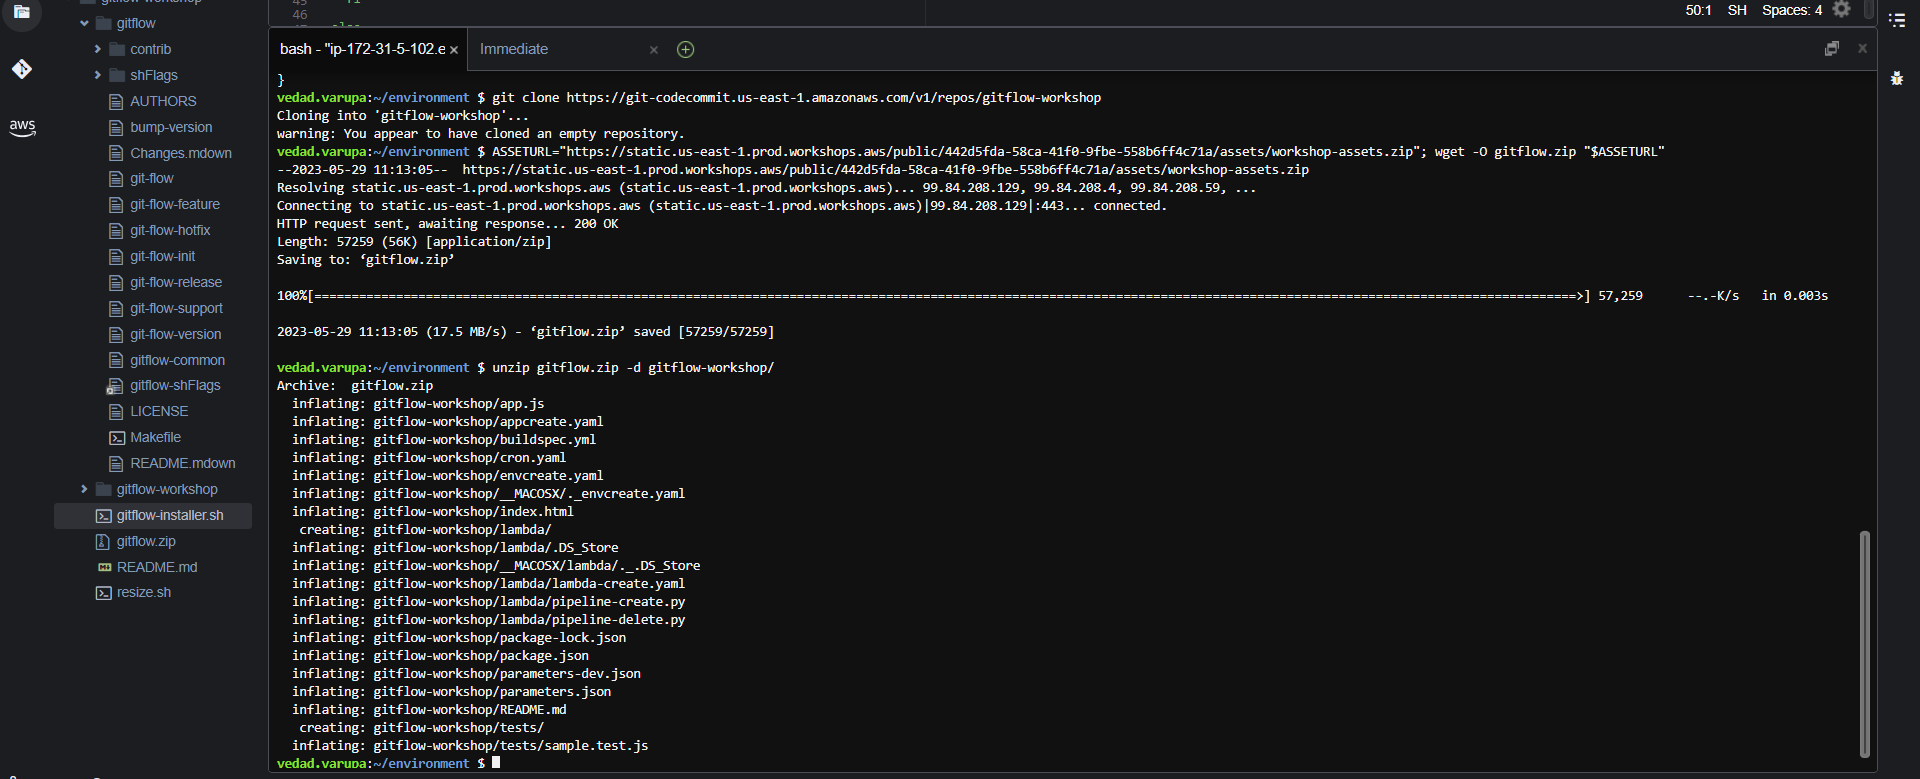 gitflow-workshop
gitflow
contrib
shFlags
AUTHORS
bump-version
Changes.mdown
git-flow
git-flow-feature
git-flow-hotfix
git-flow-init
git-flow-release
git-flow-support
git-flow-version
gitflow-common
gitflow-shFlags
LICENSE
Makefile
README.mdown
gitflow-workshop
gitflow-installer.sh
gitflow.zip
README.md
resize.sh
aws
45
46
50:1 SH Spaces: 4
bash - "ip-172-31-5-102.e × Immediate ×
}
vedad.varupa:~/environment $ git clone https://git-codecommit.us-east-1.amazonaws.com/v1/repos/gitflow-workshop
Cloning into 'gitflow-workshop'...
warning: You appear to have cloned an empty repository.
vedad.varupa:~/environment $ ASSETURL="https://static.us-east-1.prod.workshops.aws/public/442d5fda-58ca-41f0-9fbe-558b6ff4c71a/assets/workshop-assets.zip"; wget -O gitflow.zip "$ASSETURL"
--2023-05-29 11:13:05--  https://static.us-east-1.prod.workshops.aws/public/442d5fda-58ca-41f0-9fbe-558b6ff4c71a/assets/workshop-assets.zip
Resolving static.us-east-1.prod.workshops.aws (static.us-east-1.prod.workshops.aws)... 99.84.208.129, 99.84.208.4, 99.84.208.59, ...
Connecting to static.us-east-1.prod.workshops.aws (static.us-east-1.prod.workshops.aws)|99.84.208.129|:443... connected.
HTTP request sent, awaiting response... 200 OK
Length: 57259 (56K) [application/zip]
Saving to: ‘gitflow.zip’
100%[==========================================================================================================================================================================>] 57,259      --.-K/s   in 0.003s
2023-05-29 11:13:05 (17.5 MB/s) - ‘gitflow.zip’ saved [57259/57259]
vedad.varupa:~/environment $ unzip gitflow.zip -d gitflow-workshop/
Archive:  gitflow.zip
  inflating: gitflow-workshop/app.js
  inflating: gitflow-workshop/appcreate.yaml
  inflating: gitflow-workshop/buildspec.yml
  inflating: gitflow-workshop/cron.yaml
  inflating: gitflow-workshop/envcreate.yaml
  inflating: gitflow-workshop/__MACOSX/._envcreate.yaml
  inflating: gitflow-workshop/index.html
   creating: gitflow-workshop/lambda/
  inflating: gitflow-workshop/lambda/.DS_Store
  inflating: gitflow-workshop/__MACOSX/lambda/._.DS_Store
  inflating: gitflow-workshop/lambda/lambda-create.yaml
  inflating: gitflow-workshop/lambda/pipeline-create.py
  inflating: gitflow-workshop/lambda/pipeline-delete.py
  inflating: gitflow-workshop/package-lock.json
  inflating: gitflow-workshop/package.json
  inflating: gitflow-workshop/parameters-dev.json
  inflating: gitflow-workshop/parameters.json
  inflating: gitflow-workshop/README.md
   creating: gitflow-workshop/tests/
  inflating: gitflow-workshop/tests/sample.test.js
vedad.varupa:~/environment $